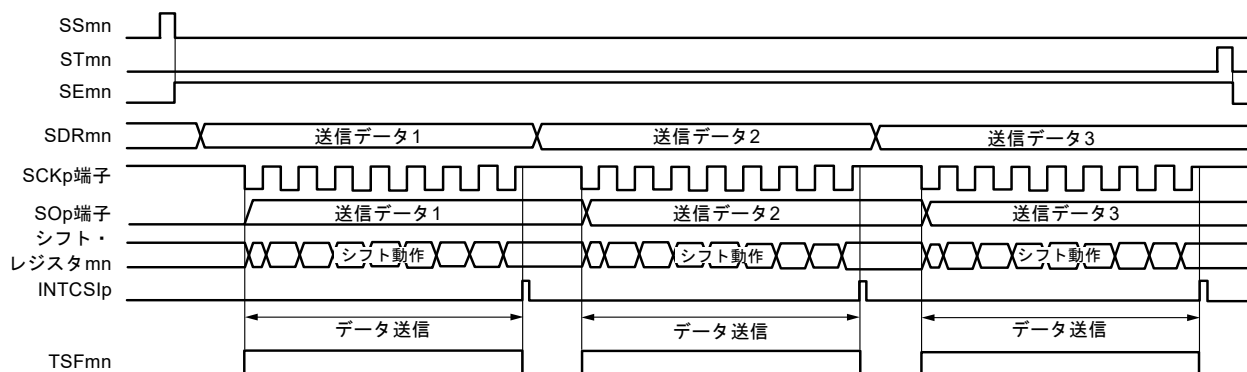 SSmn
STmn
SEmn
SDRmn 送信データ1 送信データ2 送信データ3
SCKp端子
SOp端子 送信データ1 送信データ2 送信データ3
シフト・
レジスタmn シフト動作 シフト動作 シフト動作
INTCSIp
データ送信 データ送信 データ送信
TSFmn